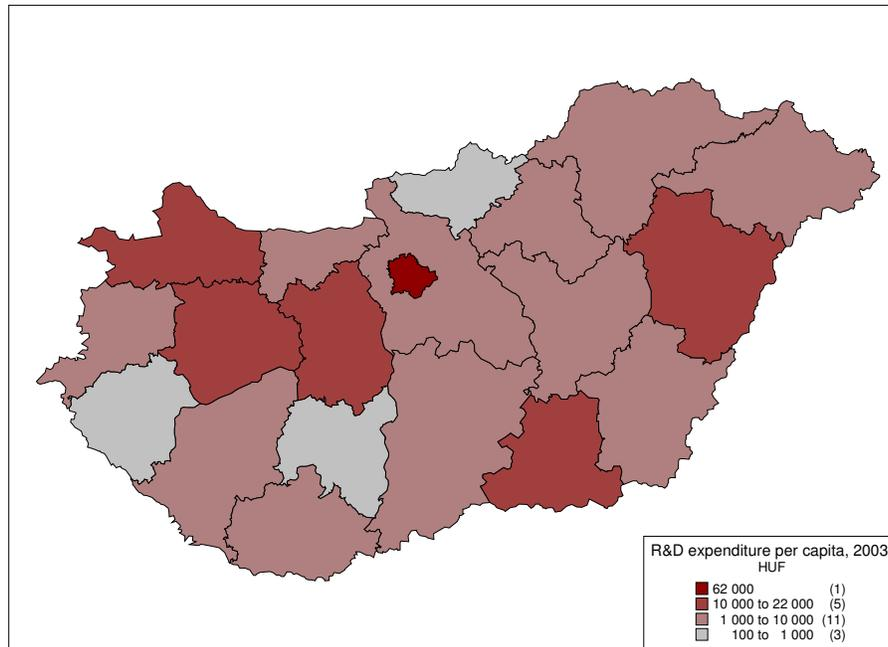 R&D expenditure per capita, 2003
HUF
62 000 (1)
10 000 to 22 000 (5)
1 000 to 10 000 (11)
100 to 1 000 (3)